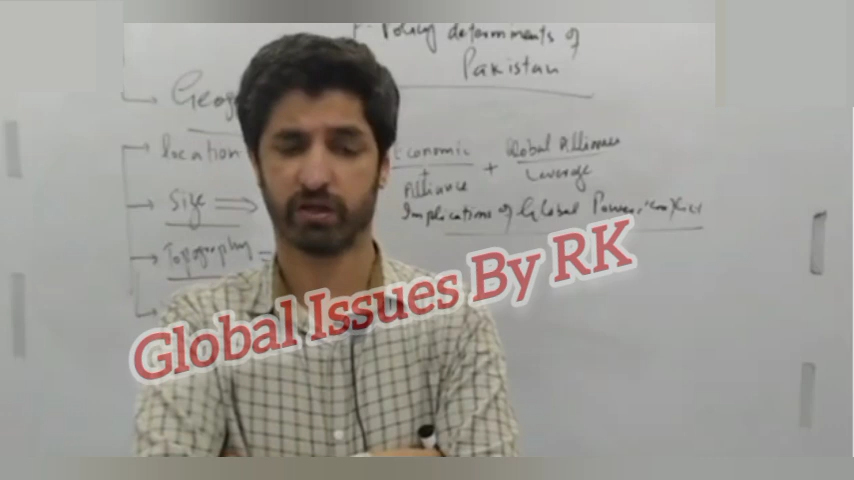 F. Policy determinents of
Pakistan
Geog
location
Economic
+
Alliance
+
Global Alliances
Leverage
Size
Implications of Global Power
Topography =
Global Issues By RK